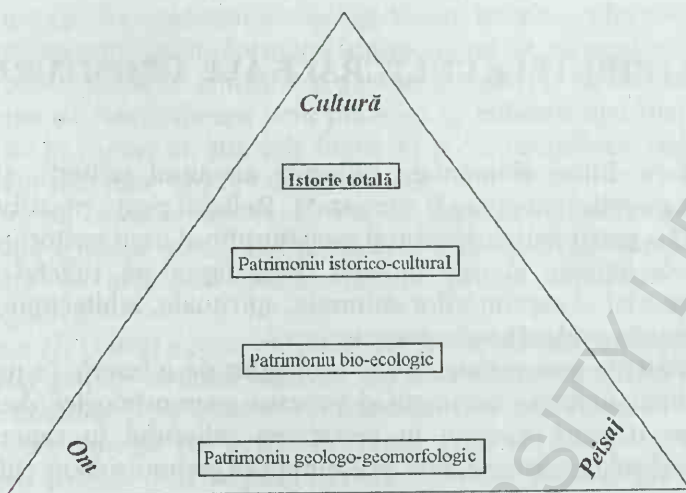 Cultură
Istorie totală
Patrimoniu istorico-cultural
Patrimoniu bio-ecologic
Om
Peisaj
Patrimoniu geologo-geomorfologic